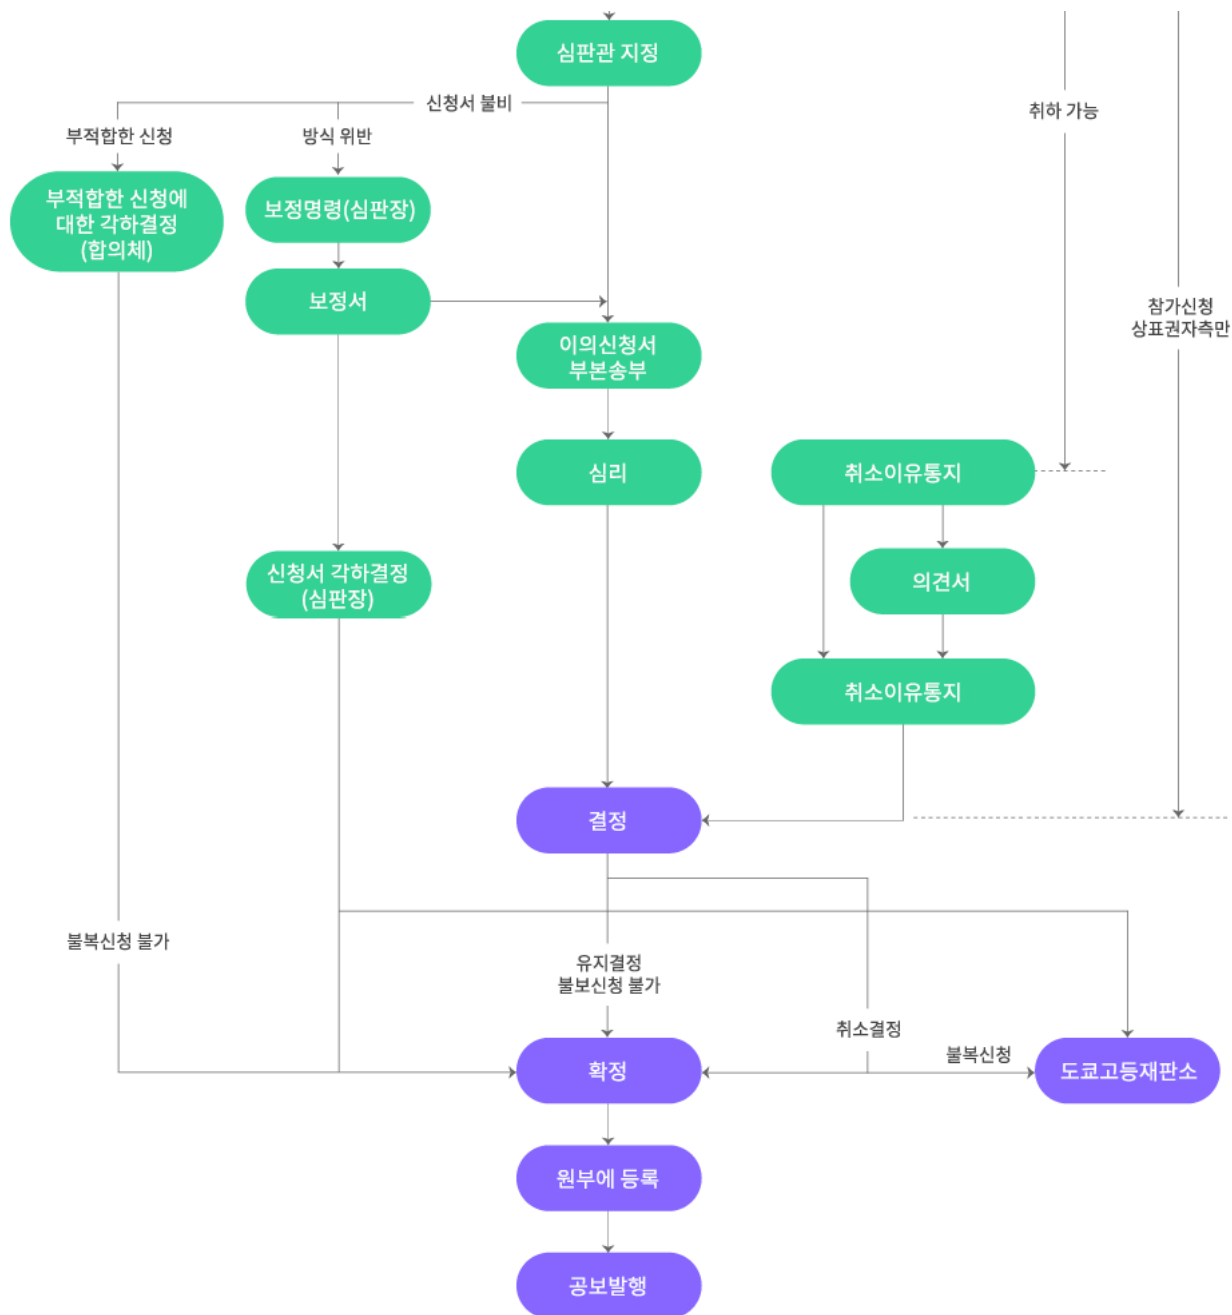 심판관 지정
신청서 불비
취하 가능
부적합한 신청
방식 위반
부적합한 신청에
대한 각하결정
(합의체)
보정명령(심판장)
보정서
이의신청서
부본송부
참가신청
상표권자측만
심리
취소이유통지
신청서 각하결정
(심판장)
의견서
취소이유통지
결정
불복신청 불가
유지결정
불보신청 불가
취소결정
불복신청
확정
도쿄고등재판소
원부에 등록
공보발행